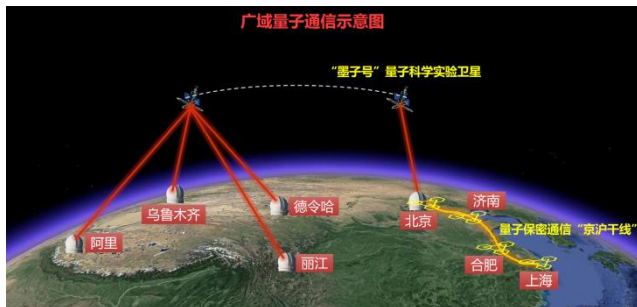 广域量子通信示意图
“墨子号”量子科学实验卫星
乌鲁木齐
德令哈
北京
济南
阿里
丽江
量子保密通信“京沪干线”
合肥
上海